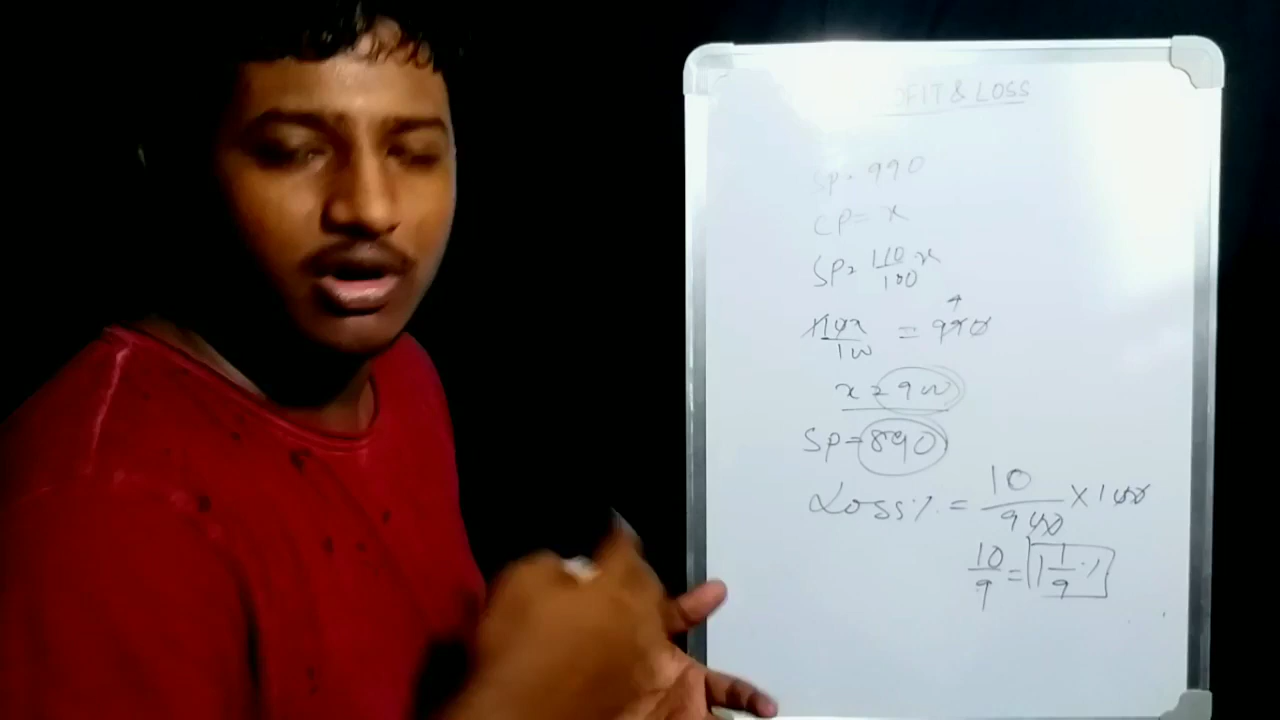 OFIT & LOSS
SP= 990
CP= x
SP= 110/100 x
110x/100 = 990
x = 900
SP= 890
Loss% = 10/900 × 100
10/9 = 1 1/9 %